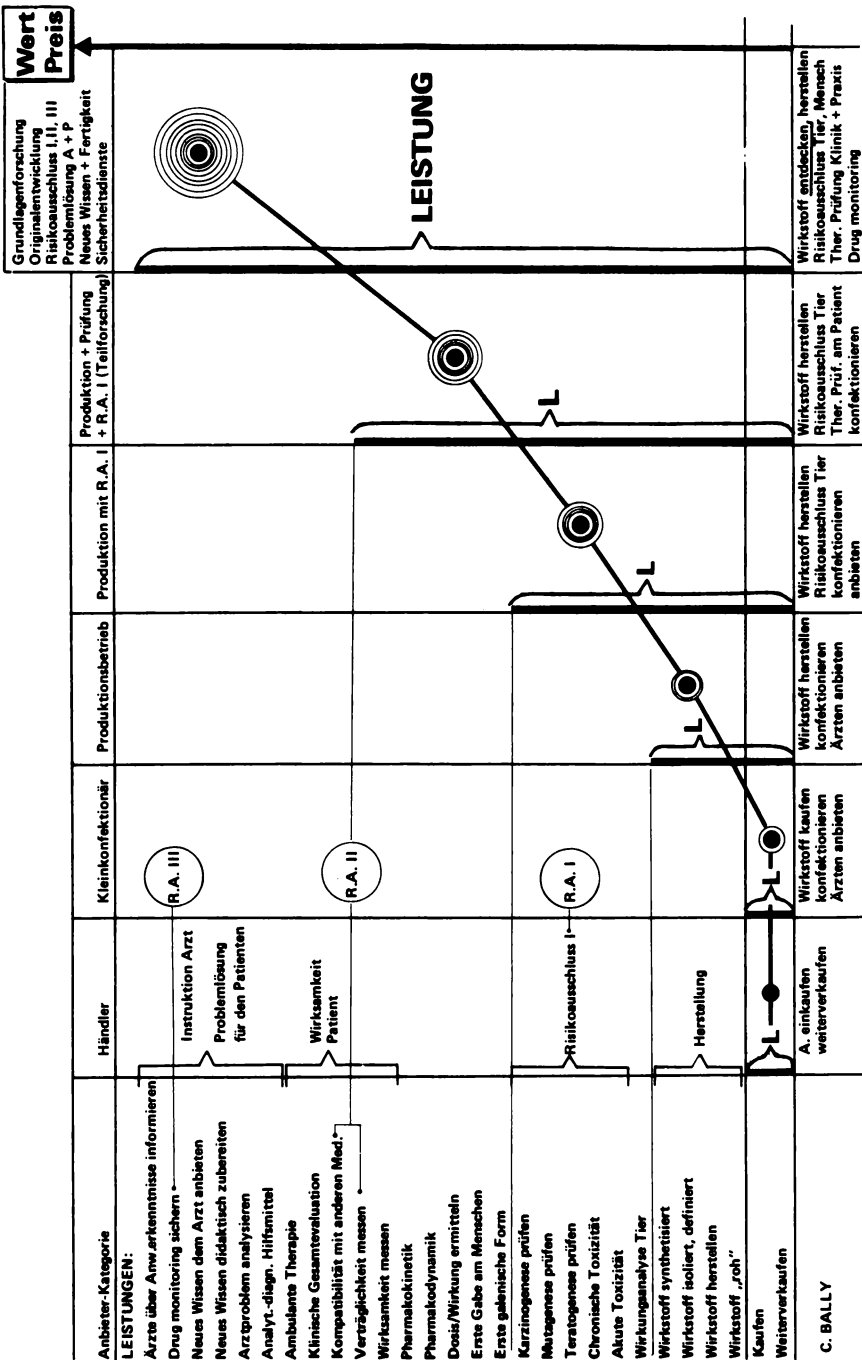 Anbieter-Kategorie
Händler
Kleinkonfektionär
Produktionsbetrieb
Produktion mit R.A. I
Produktion + Prüfung
+ R.A. I (Teilforschung)
Grundlagenforschung
Originalentwicklung
Risikoausschluss I,II, III
Problemlösung A + P
Neues Wissen + Fertigkeit
Sicherheitsdienste
Wert
Preis
LEISTUNGEN:
Ärzte über Anw.erkenntnisse informieren
Drug monitoring sichern
Neues Wissen dem Arzt anbieten
Neues Wissen didaktisch zubereiten
Arztproblem analysieren
Analyt.-diagn. Hilfsmittel
Ambulante Therapie
Klinische Gesamtevaluation
Kompatibilität mit anderen Med.
Verträglichkeit messen
Wirksamkeit messen
Pharmakokinetik
Pharmakodynamik
Dosis/Wirkung ermitteln
Erste Gabe am Menschen
Erste galenische Form
Karzinogenese prüfen
Mutagenese prüfen
Teratogenese prüfen
Chronische Toxizität
Akute Toxizität
Wirkungsanalyse Tier
Wirkstoff synthetisiert
Wirkstoff isoliert, definiert
Wirkstoff herstellen
Wirkstoff „roh"
Kaufen
Weiterverkaufen
Instruktion Arzt
Problemlösung
für den Patienten
Wirksamkeit
Patient
Risikoausschluss I
Herstellung
R.A. III
R.A. II
R.A. I
L
L
L
L
L
LEISTUNG
A. einkaufen
weiterverkaufen
Wirkstoff kaufen
konfektionieren
Ärzten anbieten
Wirkstoff herstellen
konfektionieren
Ärzten anbieten
Wirkstoff herstellen
Risikoausschluss Tier
konfektionieren
anbieten
Wirkstoff herstellen
Risikoausschluss Tier
Ther. Prüf. am Patient
konfektionieren
Wirkstoff entdecken, herstellen
Risikoausschluss Tier, Mensch
Ther. Prüfung Klinik + Praxis
Drug monitoring
C. BALLY